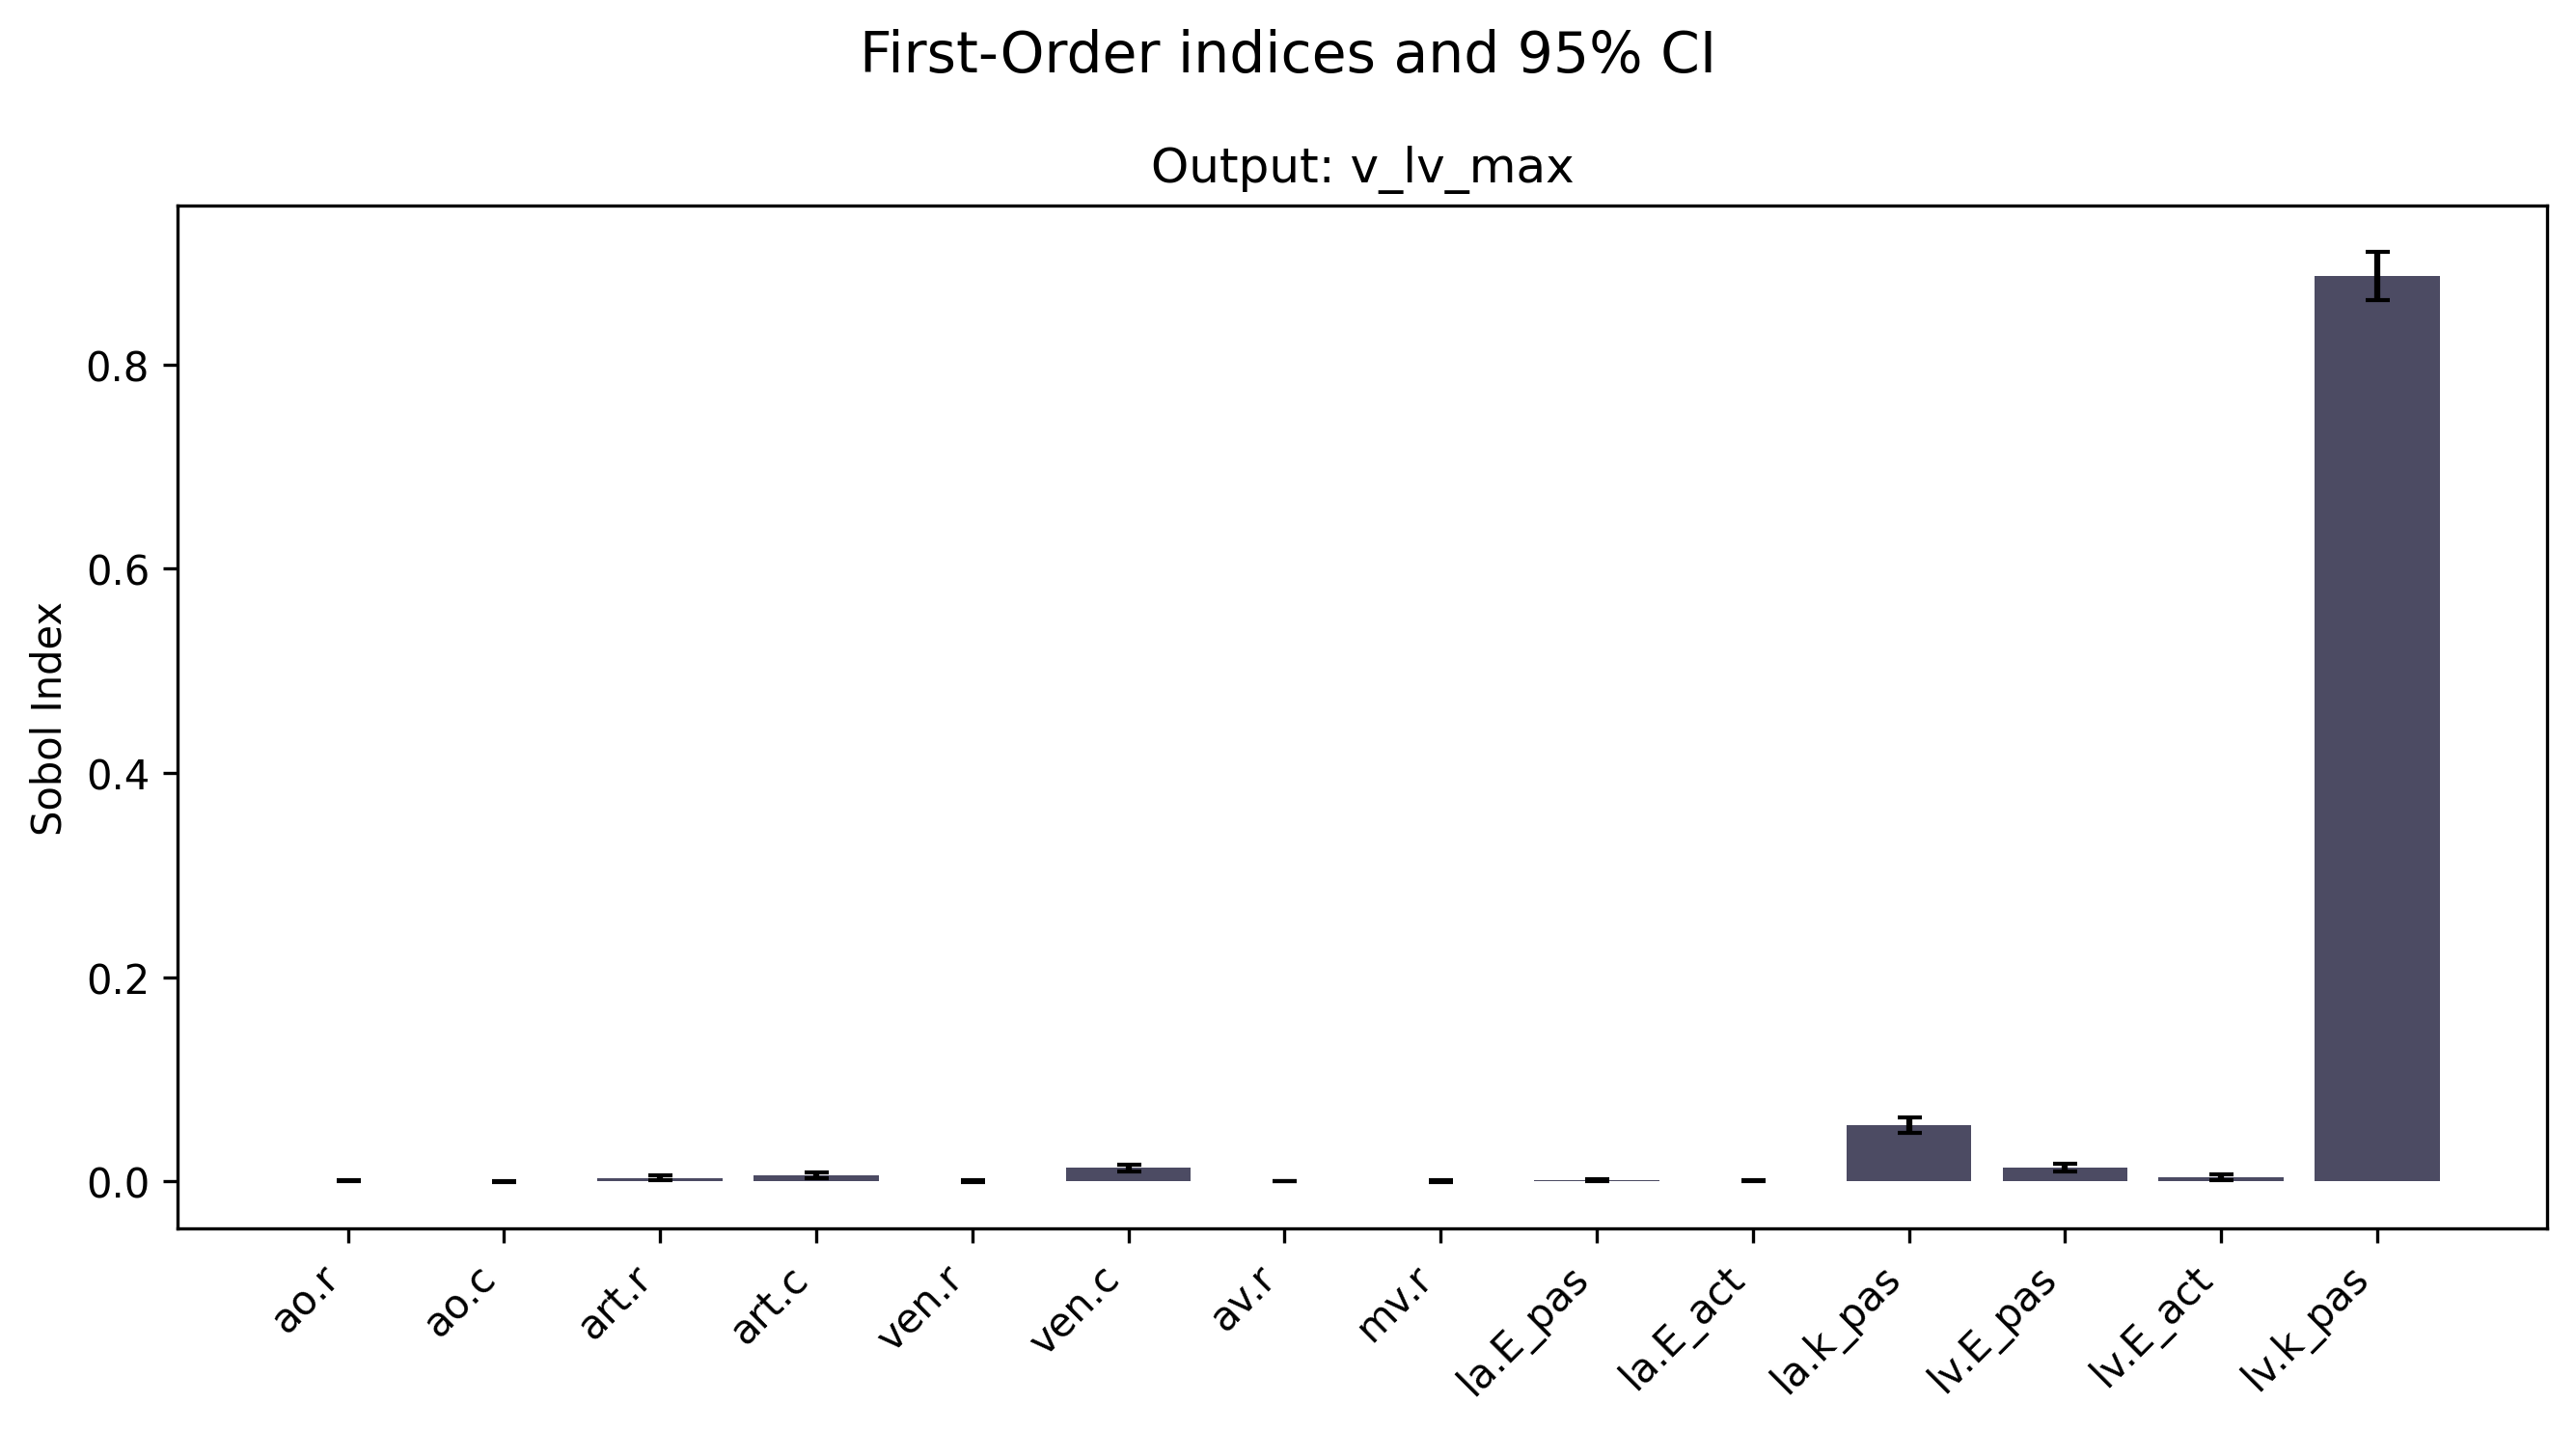 First-Order indices and 95% CI
Output: v_lv_max
Sobol Index
0.8
0.6
0.4
0.2
0.0
ao.r
ao.c
art.r
art.c
ven.r
ven.c
av.r
mv.r
la.E_pas
la.E_act
la.k_pas
lv.E_pas
lv.E_act
lv.k_pas